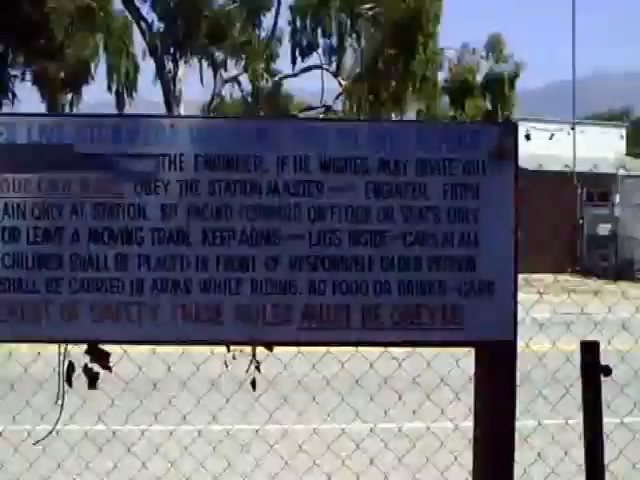 THE ENGINEER, IF HE WISHES, MAY INVITE YOU
OBEY THE STATION MASTER — ENGINEER. ENTER
AIN ONLY AT STATION. SIT FACING FORWARD ON FLOOR OR SEATS ONLY
OR LEAVE A MOVING TRAIN. KEEP ARMS — LEGS INSIDE — CARS AT ALL
CHILDREN SHALL BE PLACED IN FRONT OF RESPONSIBLE OLDER PERSON
SHALL BE CARRIED IN ARMS WHILE RIDING. NO FOOD OR DRINKS — CARS
REST OF SAFETY, THESE RULES MUST BE OBEYED